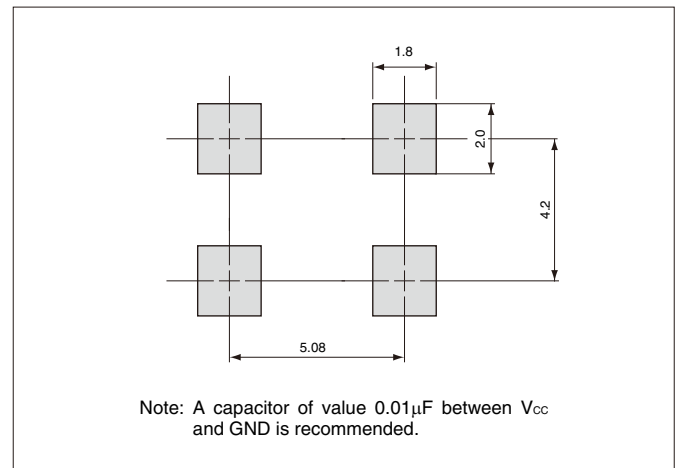 1.8
2.0
4.2
5.08
Note: A capacitor of value 0.01μF between Vcc
and GND is recommended.